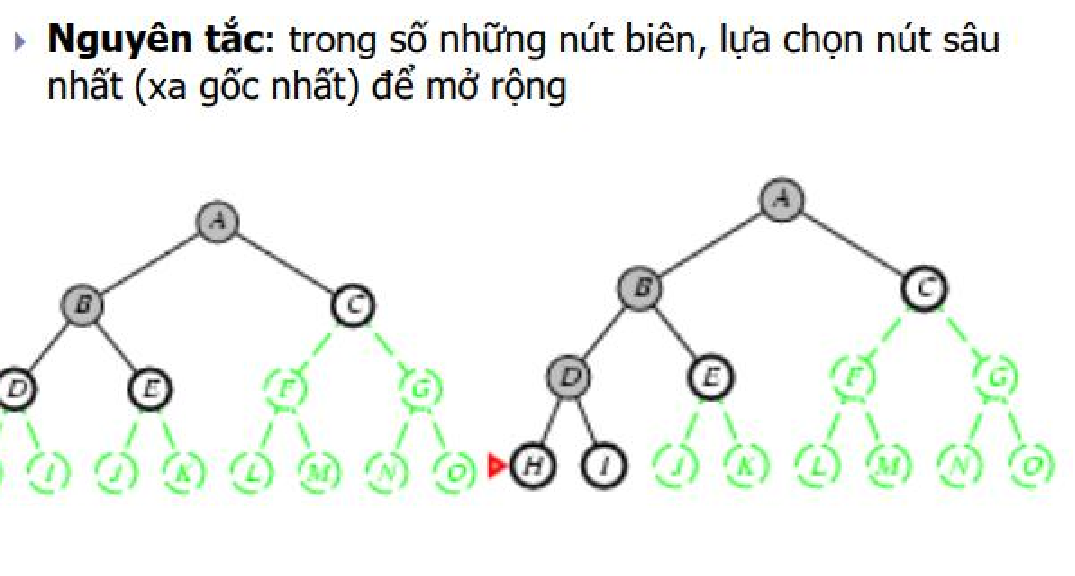 Nguyên tắc: trong số những nút biên, lựa chọn nút sâu
nhất (xa gốc nhất) để mở rộng
A
B C
D E F G
I J K L M N O
A
B C
D E F G
H I J K L M N O